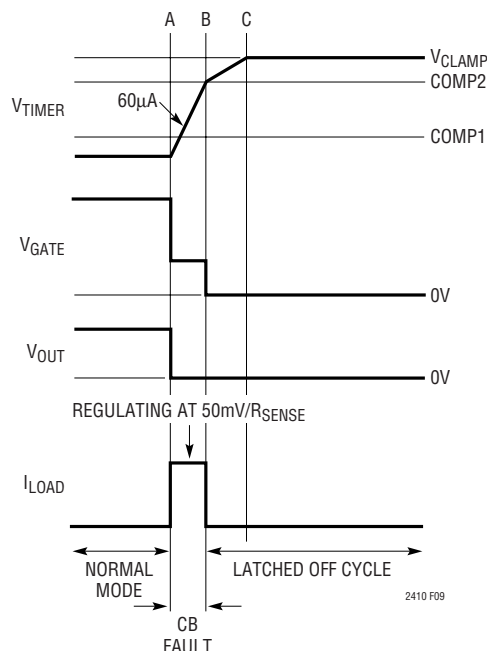 A B C
V_CLAMP
COMP2
V_TIMER
60µA
COMP1
V_GATE
0V
V_OUT
0V
REGULATING AT 50mV/R_SENSE
I_LOAD
NORMAL
MODE
LATCHED OFF CYCLE
2410 F09
CB
FAULT